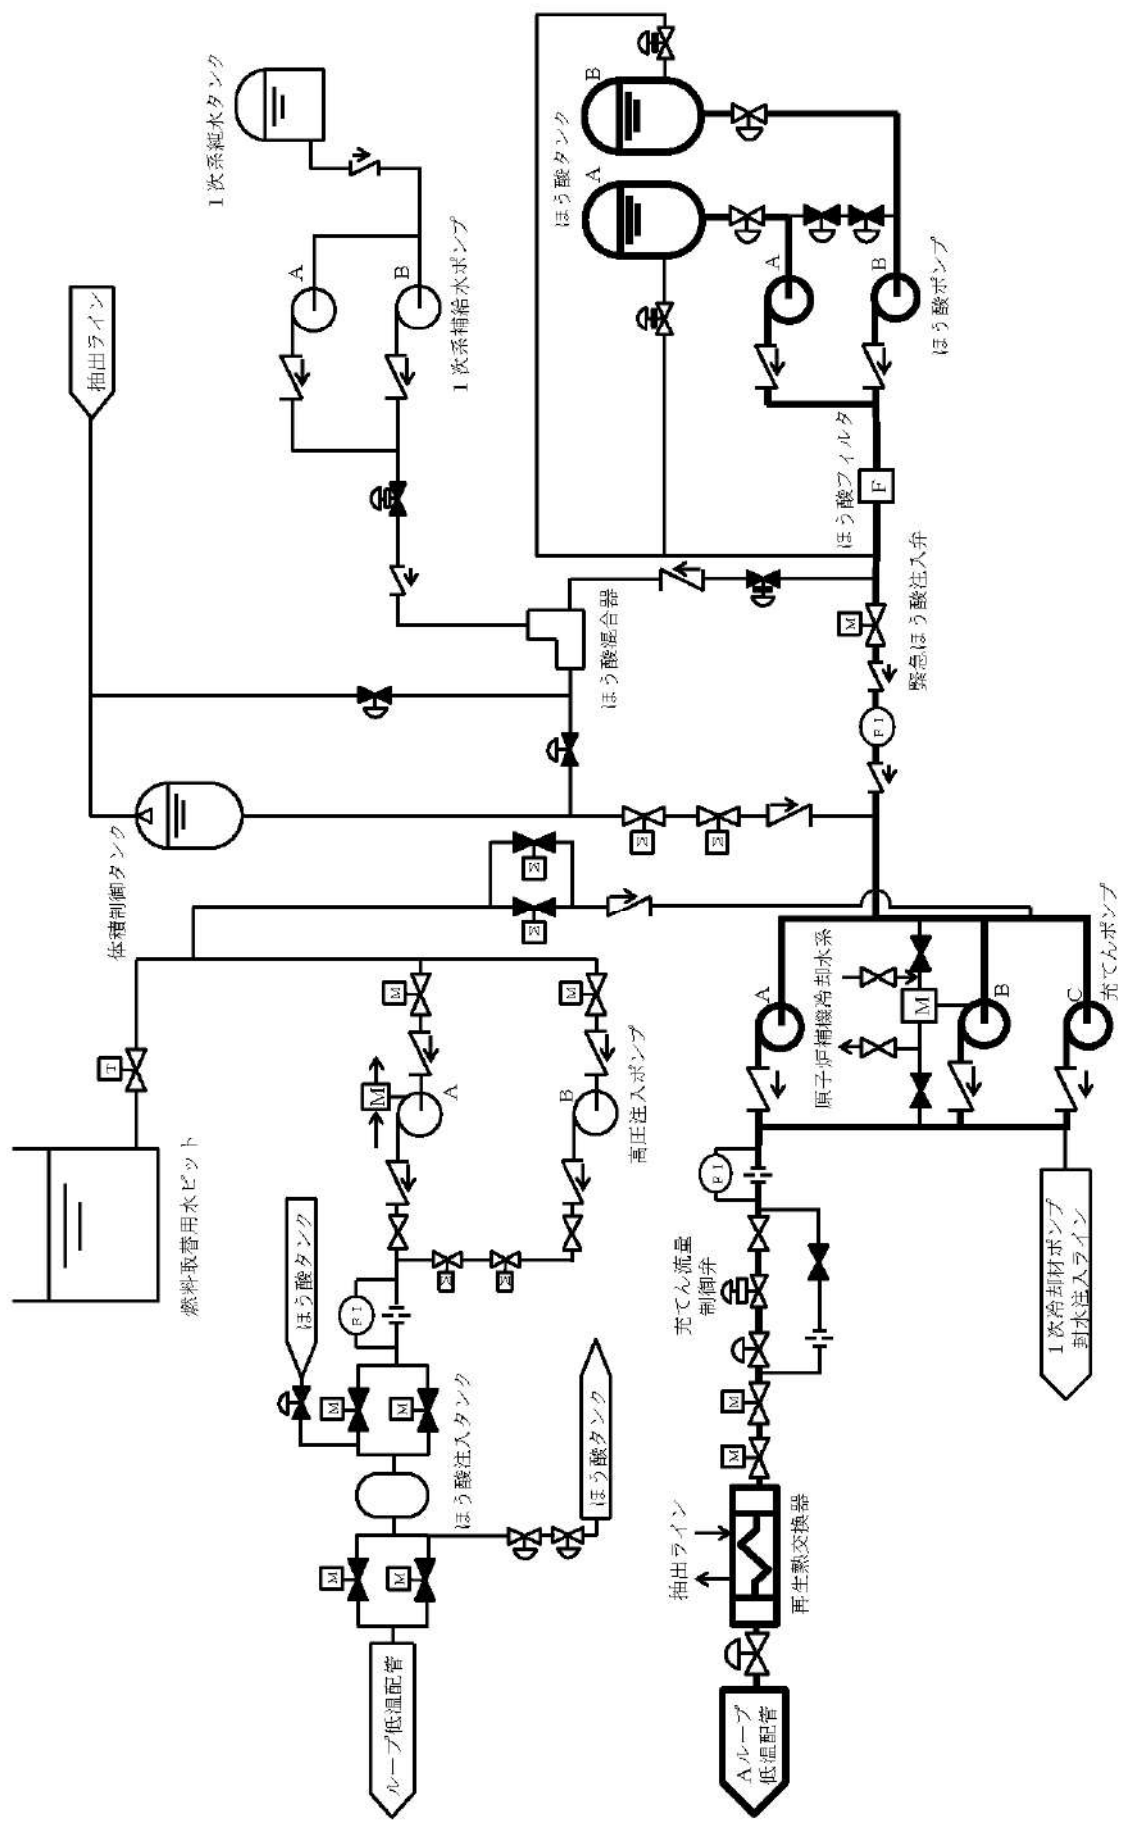 燃料取替用水ピット
T
体積制御タンク
抽出ライン
1次系純水タンク
A
B
1次系補給水ポンプ
ループ低温配管
M
M
ほう酸注入タンク
ほう酸タンク
M
M
FI
ほう酸タンク
M
M
M
A
M
M
B
高圧注入ポンプ
M
M
M
M
ほう酸混合器
ほう酸タンク
A
B
A
B
ほう酸ポンプ
ほう酸フィルタ
F
M
緊急ほう酸注入弁
FI
Aループ
低温配管
抽出ライン
再生熱交換器
M
M
充てん流量
制御弁
FI
原子炉補機冷却水系
M
A
B
C
充てんポンプ
1次冷却材ポンプ
封水注入ライン